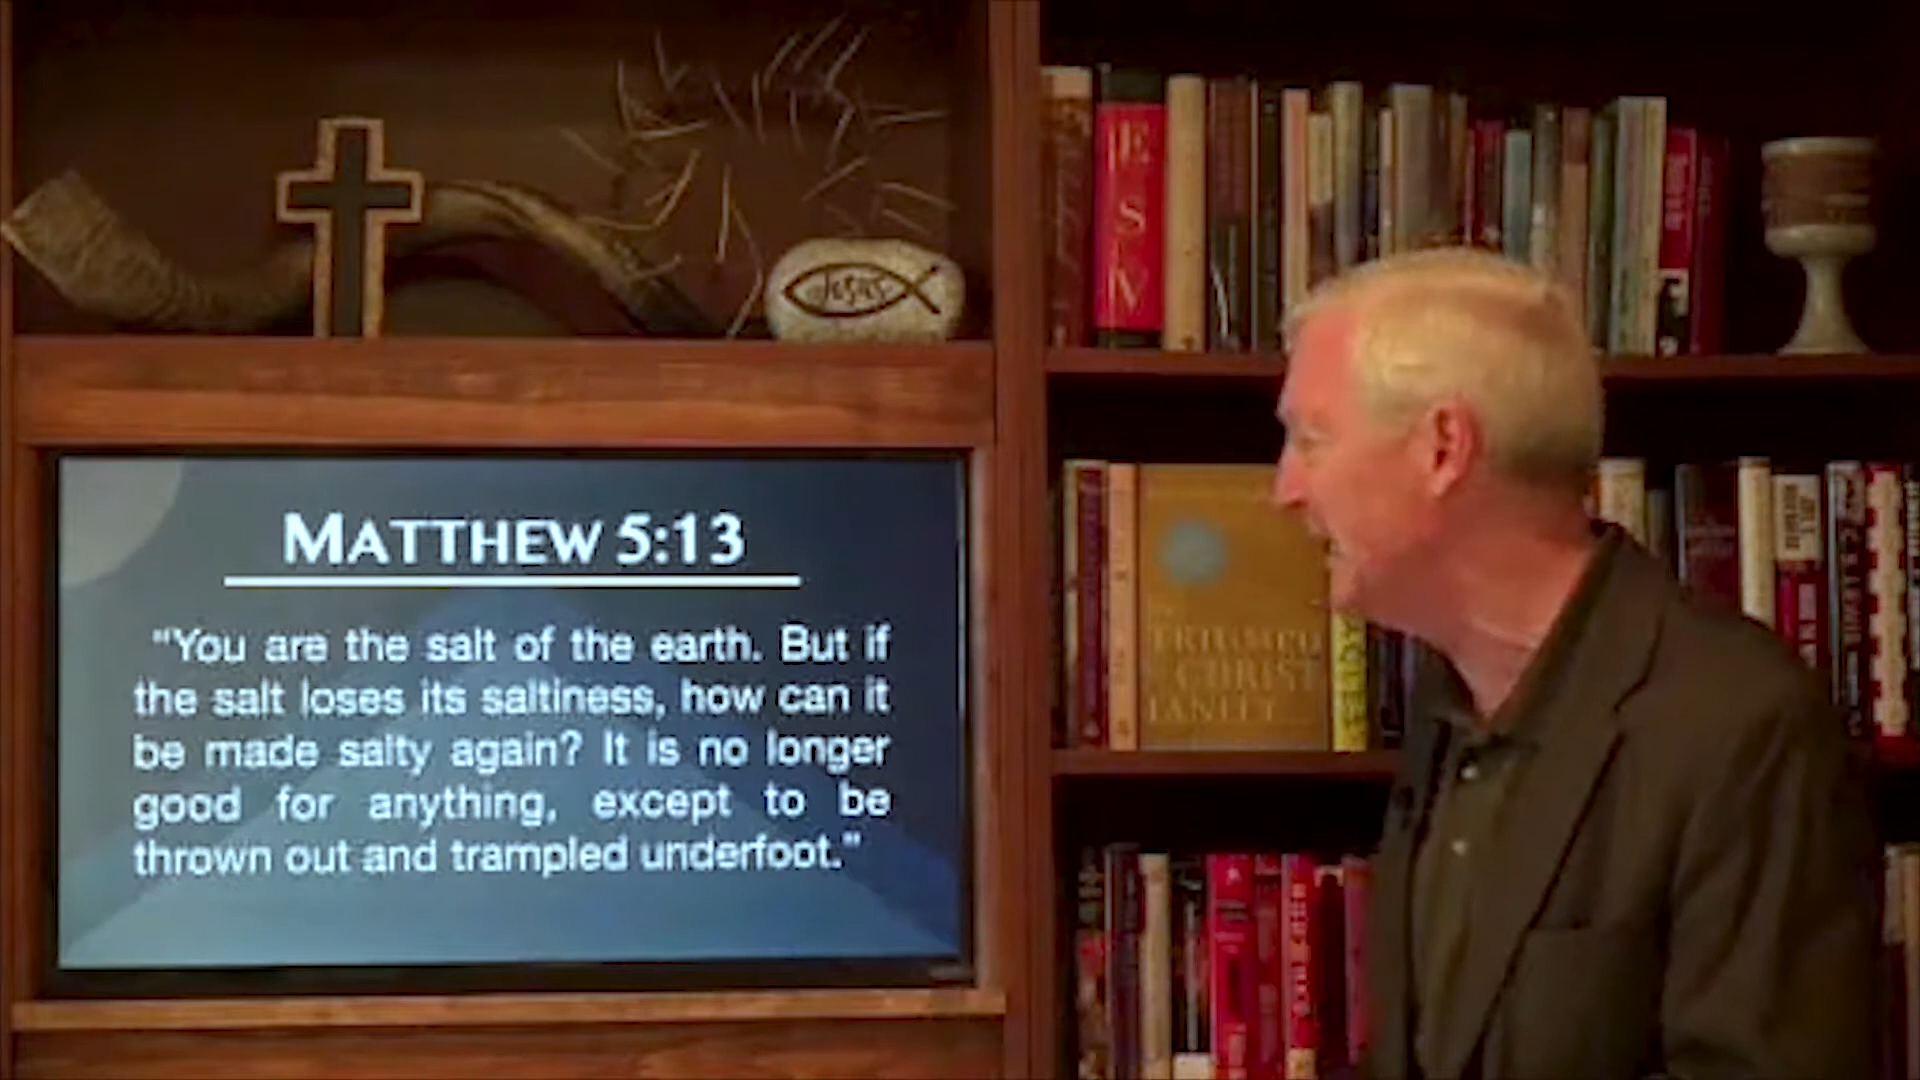 Jesus
ESV
MATTHEW 5:13
"You are the salt of the earth. But if
the salt loses its saltiness, how can it
be made salty again? It is no longer
good for anything, except to be
thrown out and trampled underfoot."
TRIUMPH
CHRIST
IANITY